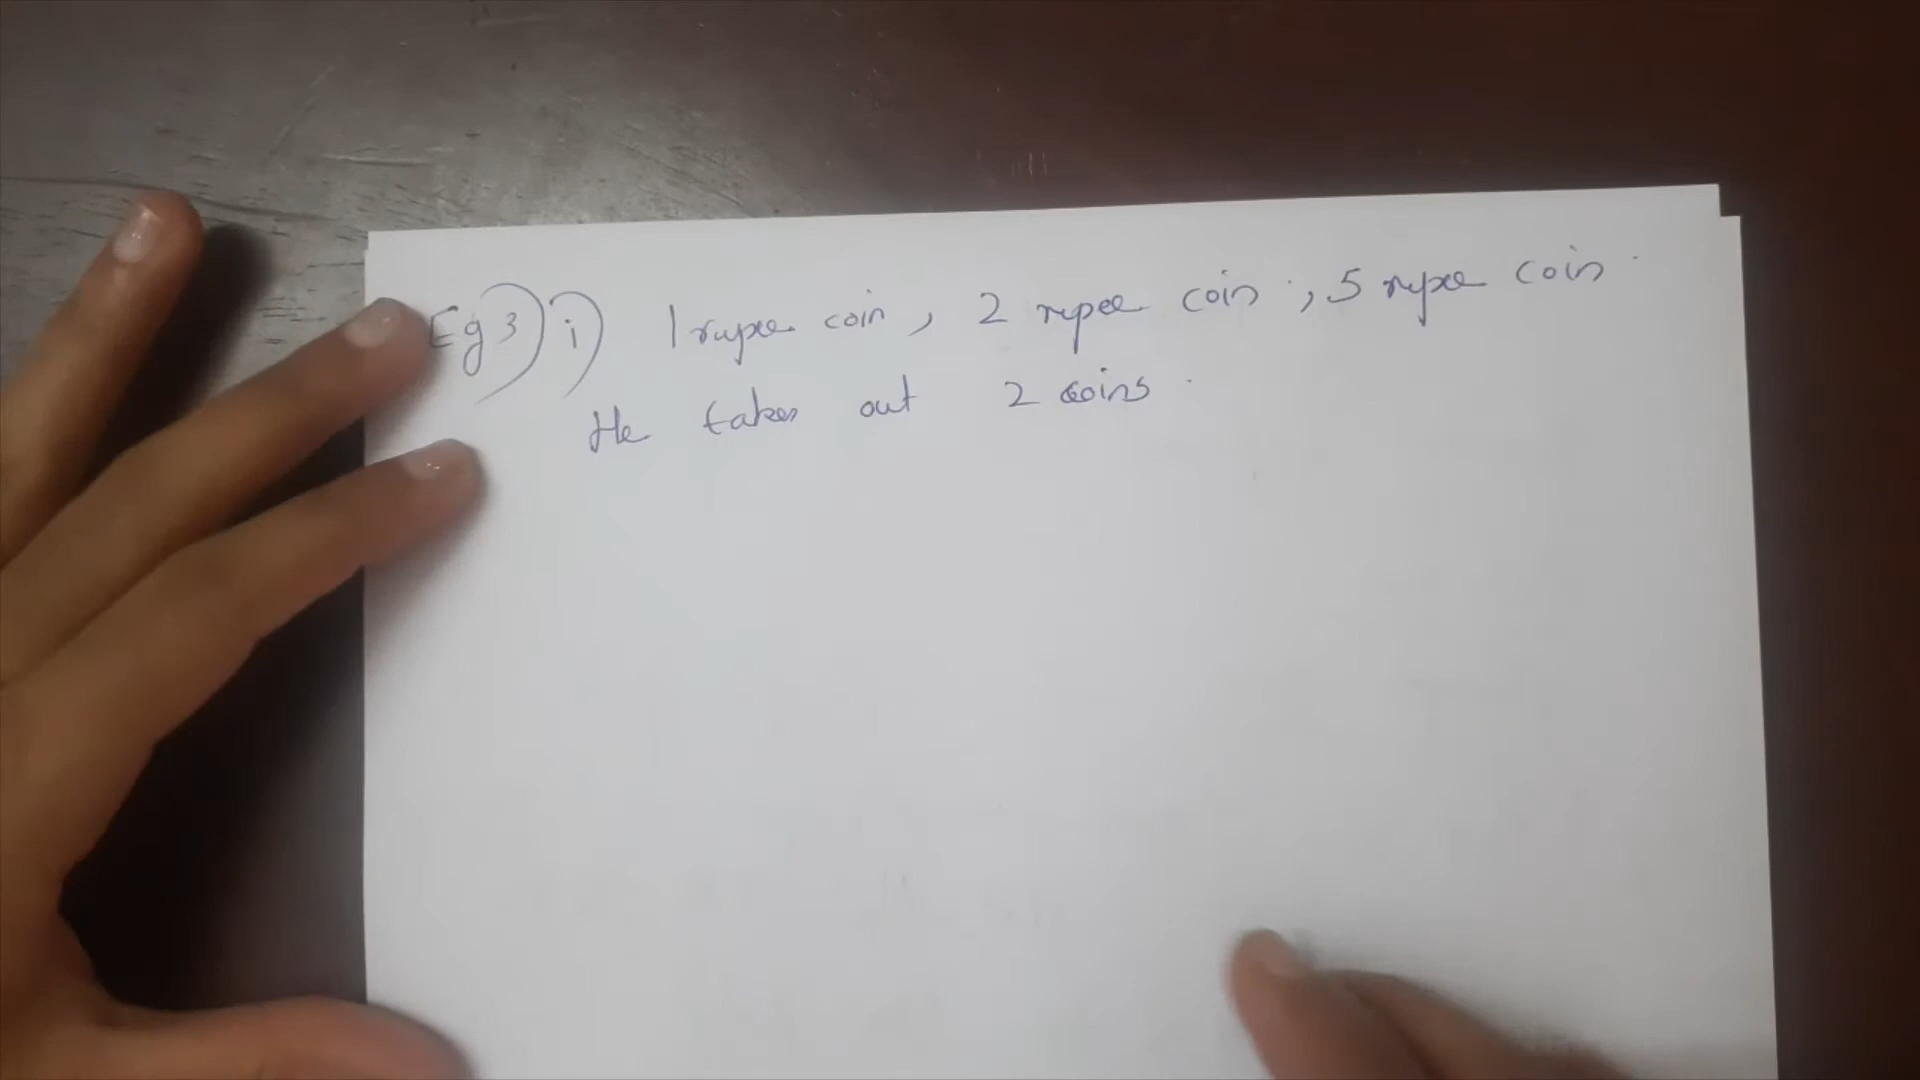 Eg 3) i) 1 rupee coin, 2 rupee coin, 5 rupee coin.
He takes out 2 coins.